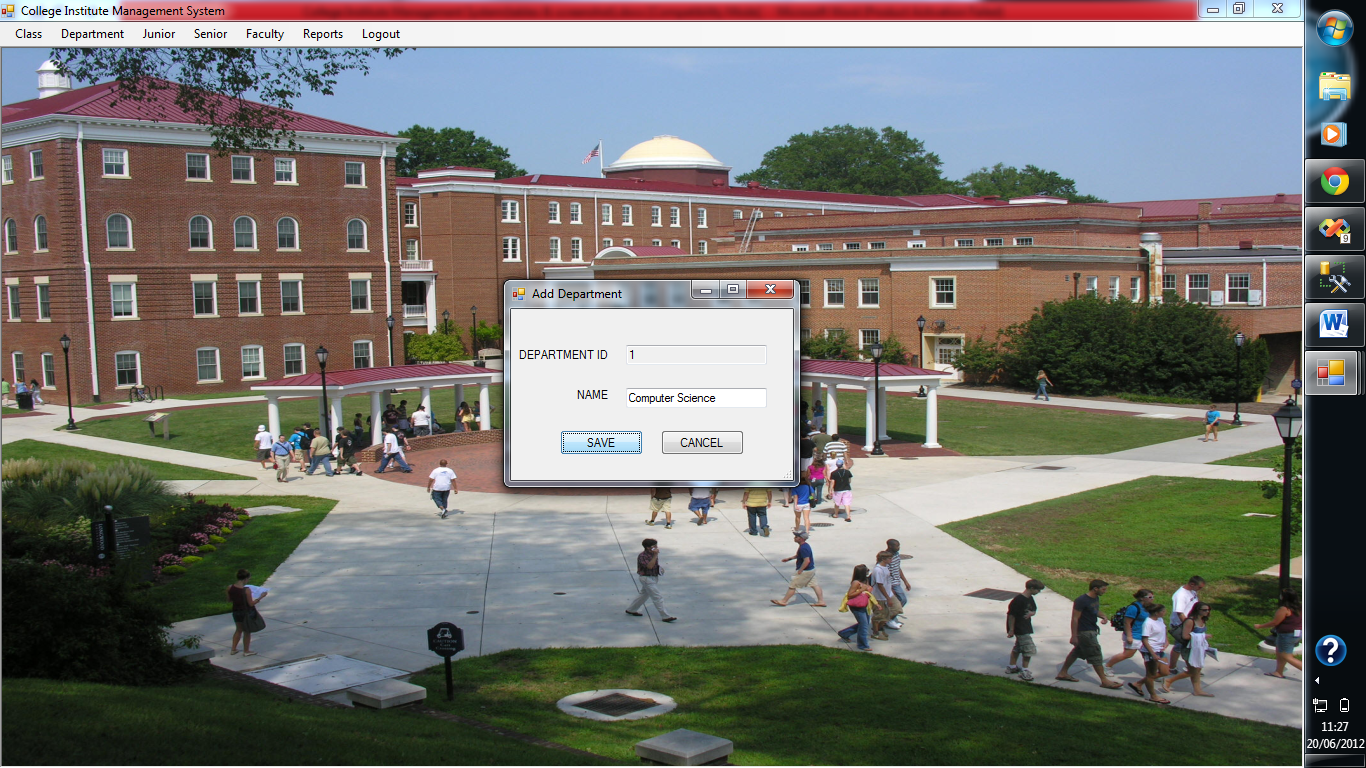 College Institute Management System
Class Department Junior Senior Faculty Reports Logout
Add Department
DEPARTMENT ID 1
NAME Computer Science
SAVE CANCEL
9
W
?
11:27
20/06/2012